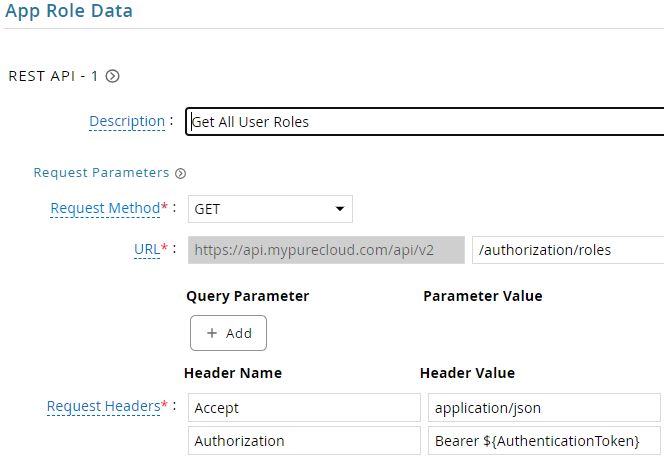 App Role Data
REST API - 1
Description :
Get All User Roles
Request Parameters
Request Method* :
GET
URL* :
https://api.mypurecloud.com/api/v2
/authorization/roles
Query Parameter Parameter Value
+ Add
Header Name Header Value
Request Headers* :
Accept application/json
Authorization Bearer ${AuthenticationToken}